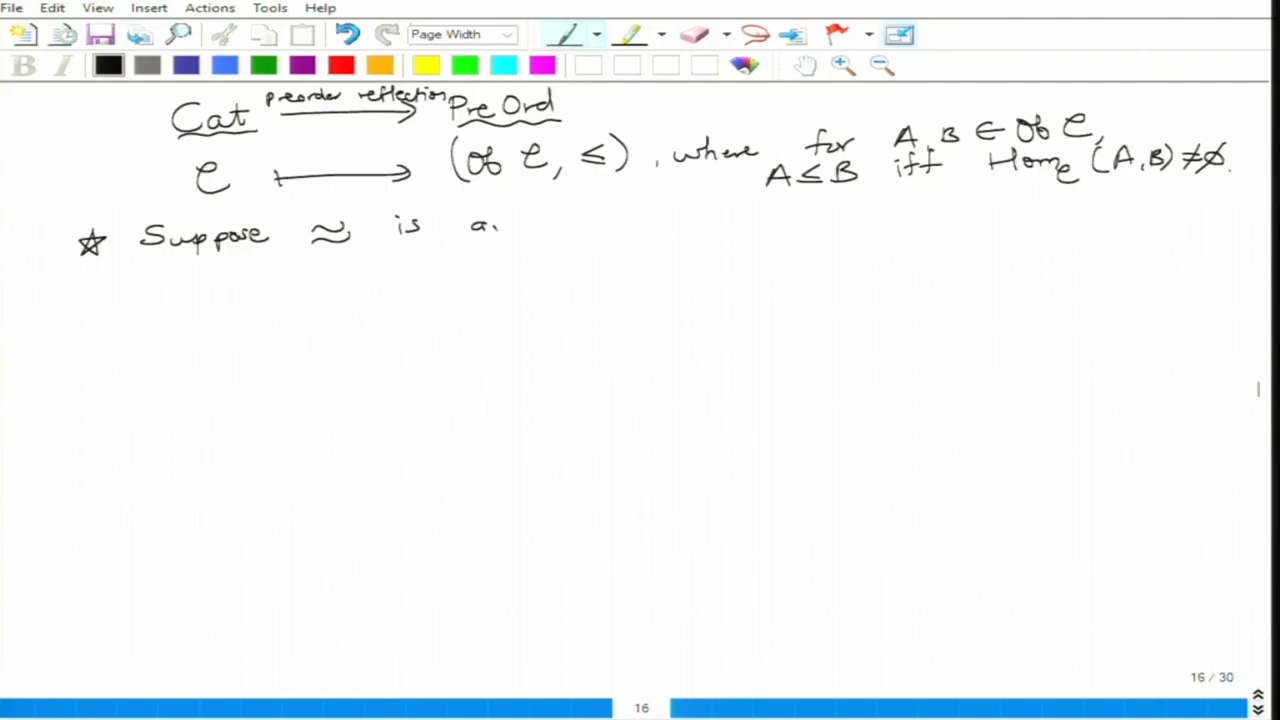 File Edit View Insert Actions Tools Help
Page Width
B I
Cat preorder reflection PreOrd
C ⟼ (Ob C, ≤), where for A, B ∈ Ob C,
A ≤ B iff Hom_C (A, B) ≠ ∅.
☆ Suppose ≈ is a
16 / 30
16